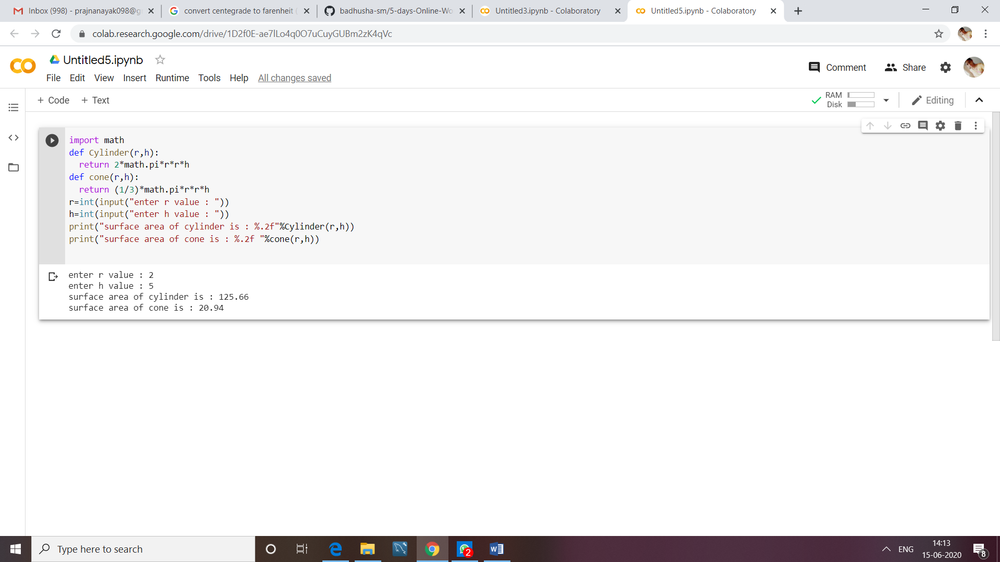 Inbox (998) - prajnanayak098@g
convert centegrade to farenheit
badhusha-sm/5-days-Online-Wo
Untitled3.ipynb - Colaboratory
Untitled5.ipynb - Colaboratory
colab.research.google.com/drive/1D2f0E-ae7lLo4q0O7uCuyGUBm2zK4qVc
Untitled5.ipynb
Comment
Share
File Edit View Insert Runtime Tools Help All changes saved
+ Code + Text
RAM
Disk
Editing
import math
def Cylinder(r,h):
  return 2*math.pi*r*r*h
def cone(r,h):
  return (1/3)*math.pi*r*r*h
r=int(input("enter r value : "))
h=int(input("enter h value : "))
print("surface area of cylinder is : %.2f"%Cylinder(r,h))
print("surface area of cone is : %.2f "%cone(r,h))
enter r value : 2
enter h value : 5
surface area of cylinder is : 125.66
surface area of cone is : 20.94
Type here to search
2
W
ENG
14:13
15-06-2020
8